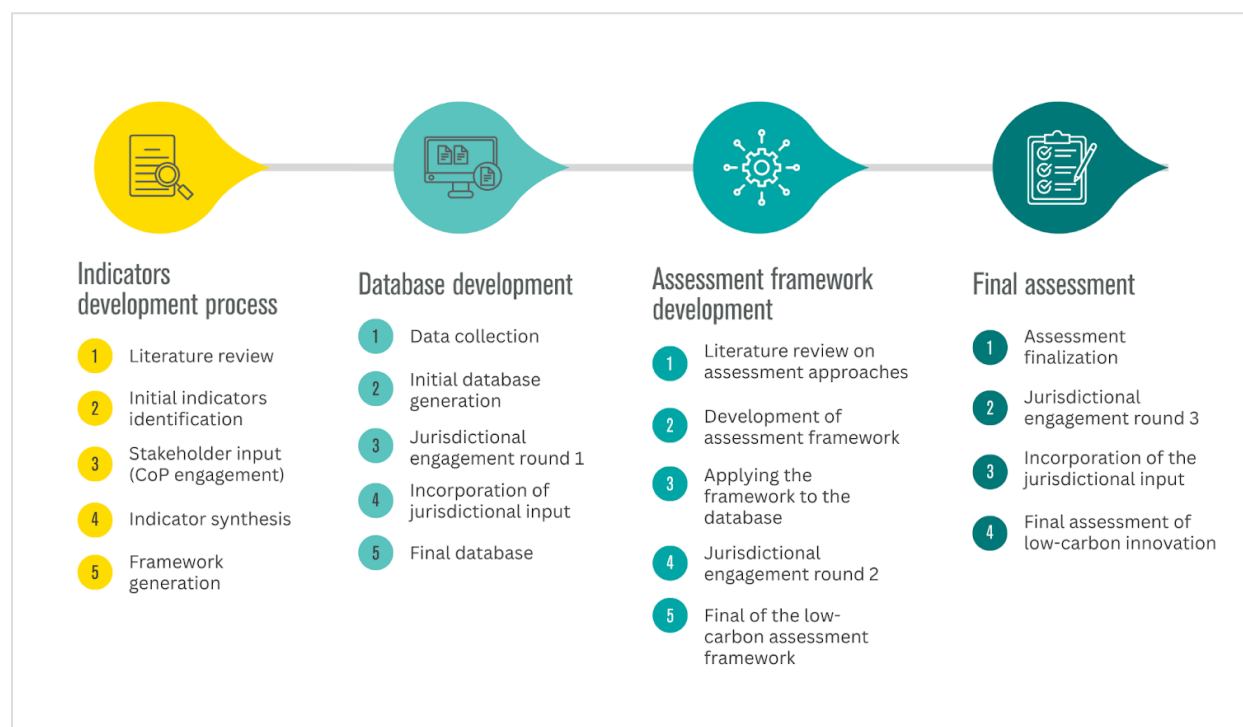 Indicators
development process
1 Literature review
2 Initial indicators
identification
3 Stakeholder input
(CoP engagement)
4 Indicator synthesis
5 Framework
generation
Database development
1 Data collection
2 Initial database
generation
3 Jurisdictional
engagement round 1
4 Incorporation of
jurisdictional input
5 Final database
Assessment framework
development
1 Literature review on
assessment approaches
2 Development of
assessment framework
3 Applying the
framework to the
database
4 Jurisdictional
engagement round 2
5 Final of the low-
carbon assessment
framework
Final assessment
1 Assessment
finalization
2 Jurisdictional
engagement round 3
3 Incorporation of the
jurisdictional input
4 Final assessment of
low-carbon innovation